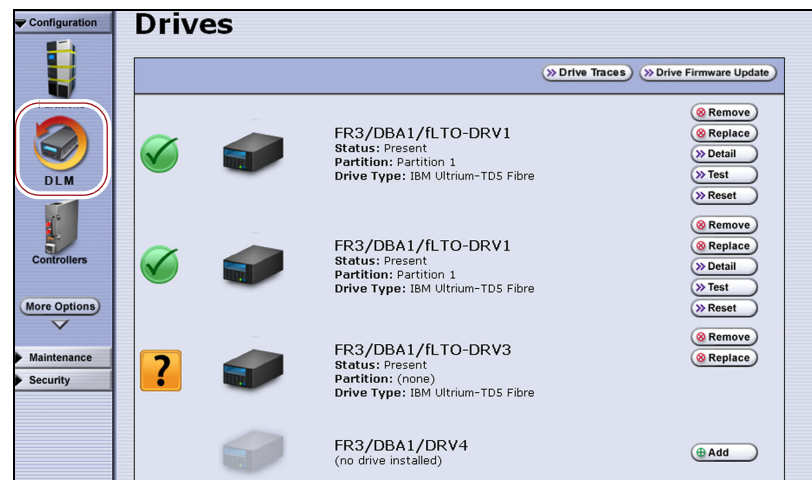 Configuration
Drives
Drive Traces
Drive Firmware Update
DLM
Controllers
More Options
Maintenance
Security
FR3/DBA1/fLTO-DRV1
Status: Present
Partition: Partition 1
Drive Type: IBM Ultrium-TD5 Fibre
Remove
Replace
Detail
Test
Reset
FR3/DBA1/fLTO-DRV1
Status: Present
Partition: Partition 1
Drive Type: IBM Ultrium-TD5 Fibre
Remove
Replace
Detail
Test
Reset
FR3/DBA1/fLTO-DRV3
Status: Present
Partition: (none)
Drive Type: IBM Ultrium-TD5 Fibre
Remove
Replace
FR3/DBA1/DRV4
(no drive installed)
Add